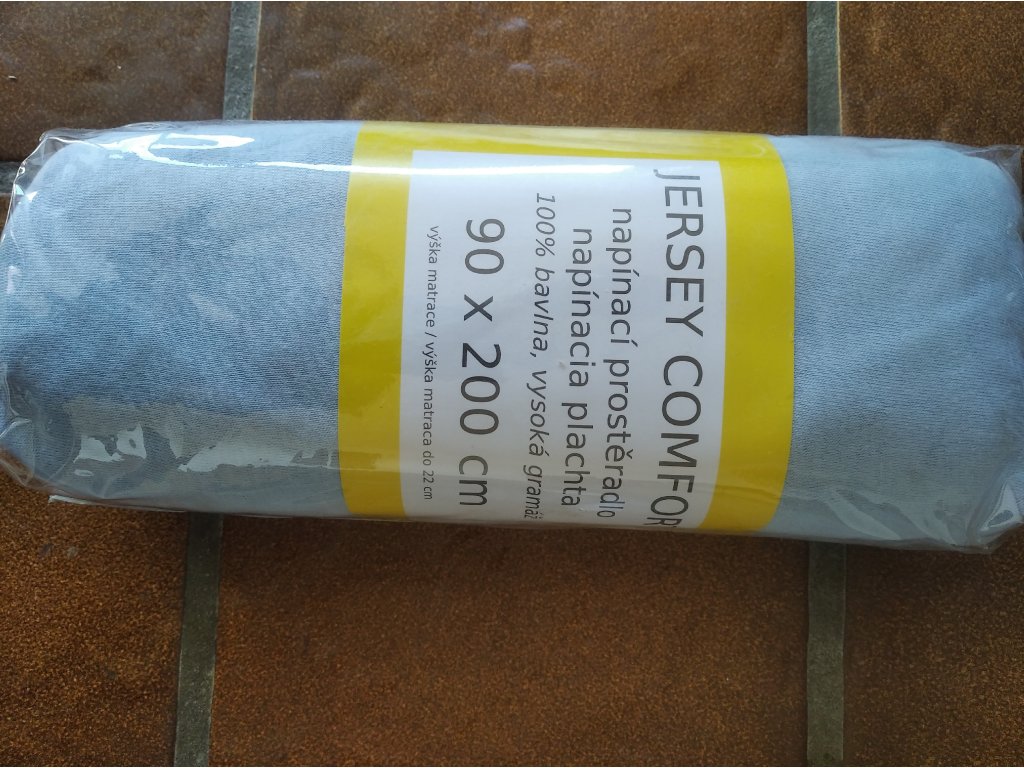 JERSEY COMFOR
napínací prostěradlo
napínacia plachta
100% bavlna, vysoká gramáž
90 x 200 cm
výška matrace / výška matraca do 22 cm